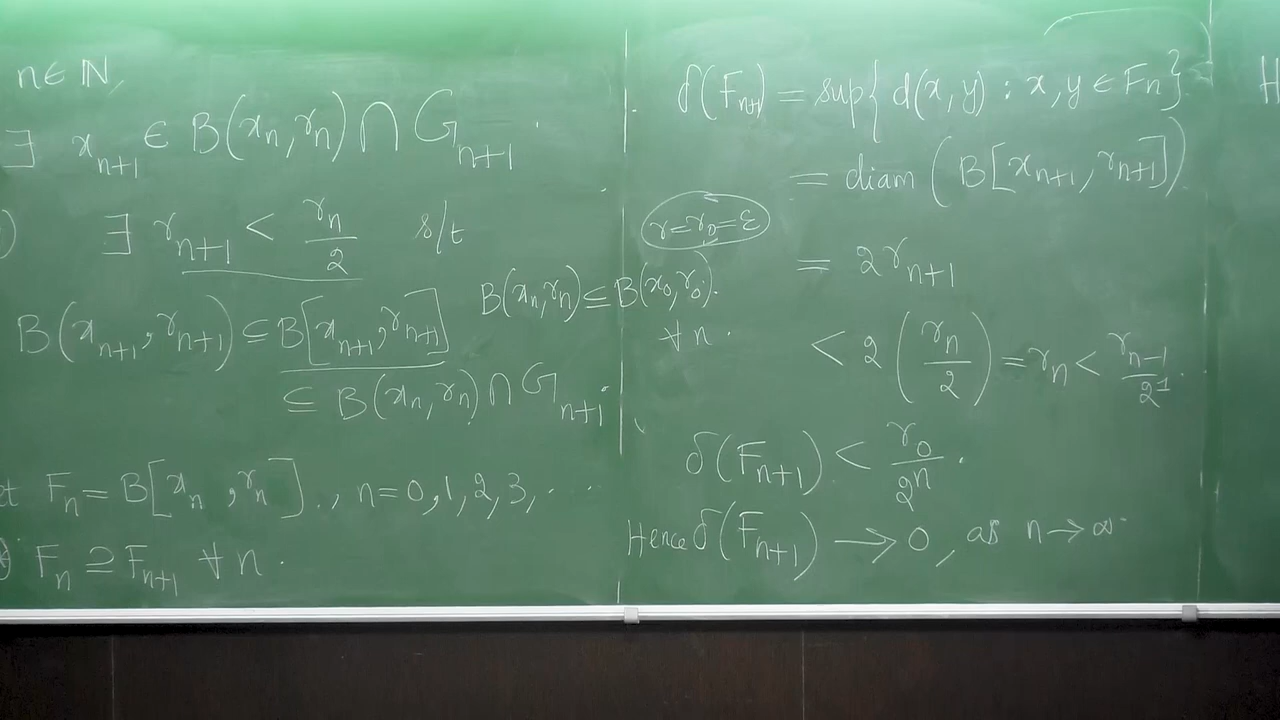 n ∈ ℕ,
∃ x_{n+1} ∈ B(x_n, r_n) ∩ G_{n+1}.
) ∃ r_{n+1} < r_n/2 s/t
B(x_{n+1}, r_{n+1}) ⊆ B[x_{n+1}, r_{n+1}]
⊆ B(x_n, r_n) ∩ G_{n+1}.
B(x_n, r_n) ⊆ B(x_0, r_0).
∀ n.
et F_n = B[x_n, r_n]., n = 0, 1, 2, 3, ...
) F_n ⊇ F_{n+1} ∀ n.
δ(F_{n+1}) = sup{ d(x, y) : x, y ∈ F_n }
= diam (B[x_{n+1}, r_{n+1}])
r = r_0 = ε
= 2r_{n+1}
< 2(r_n/2) = r_n < r_{n-1}/2^1.
δ(F_{n+1}) < r_0/2^n.
Hence δ(F_{n+1}) → 0, as n → ∞.
H